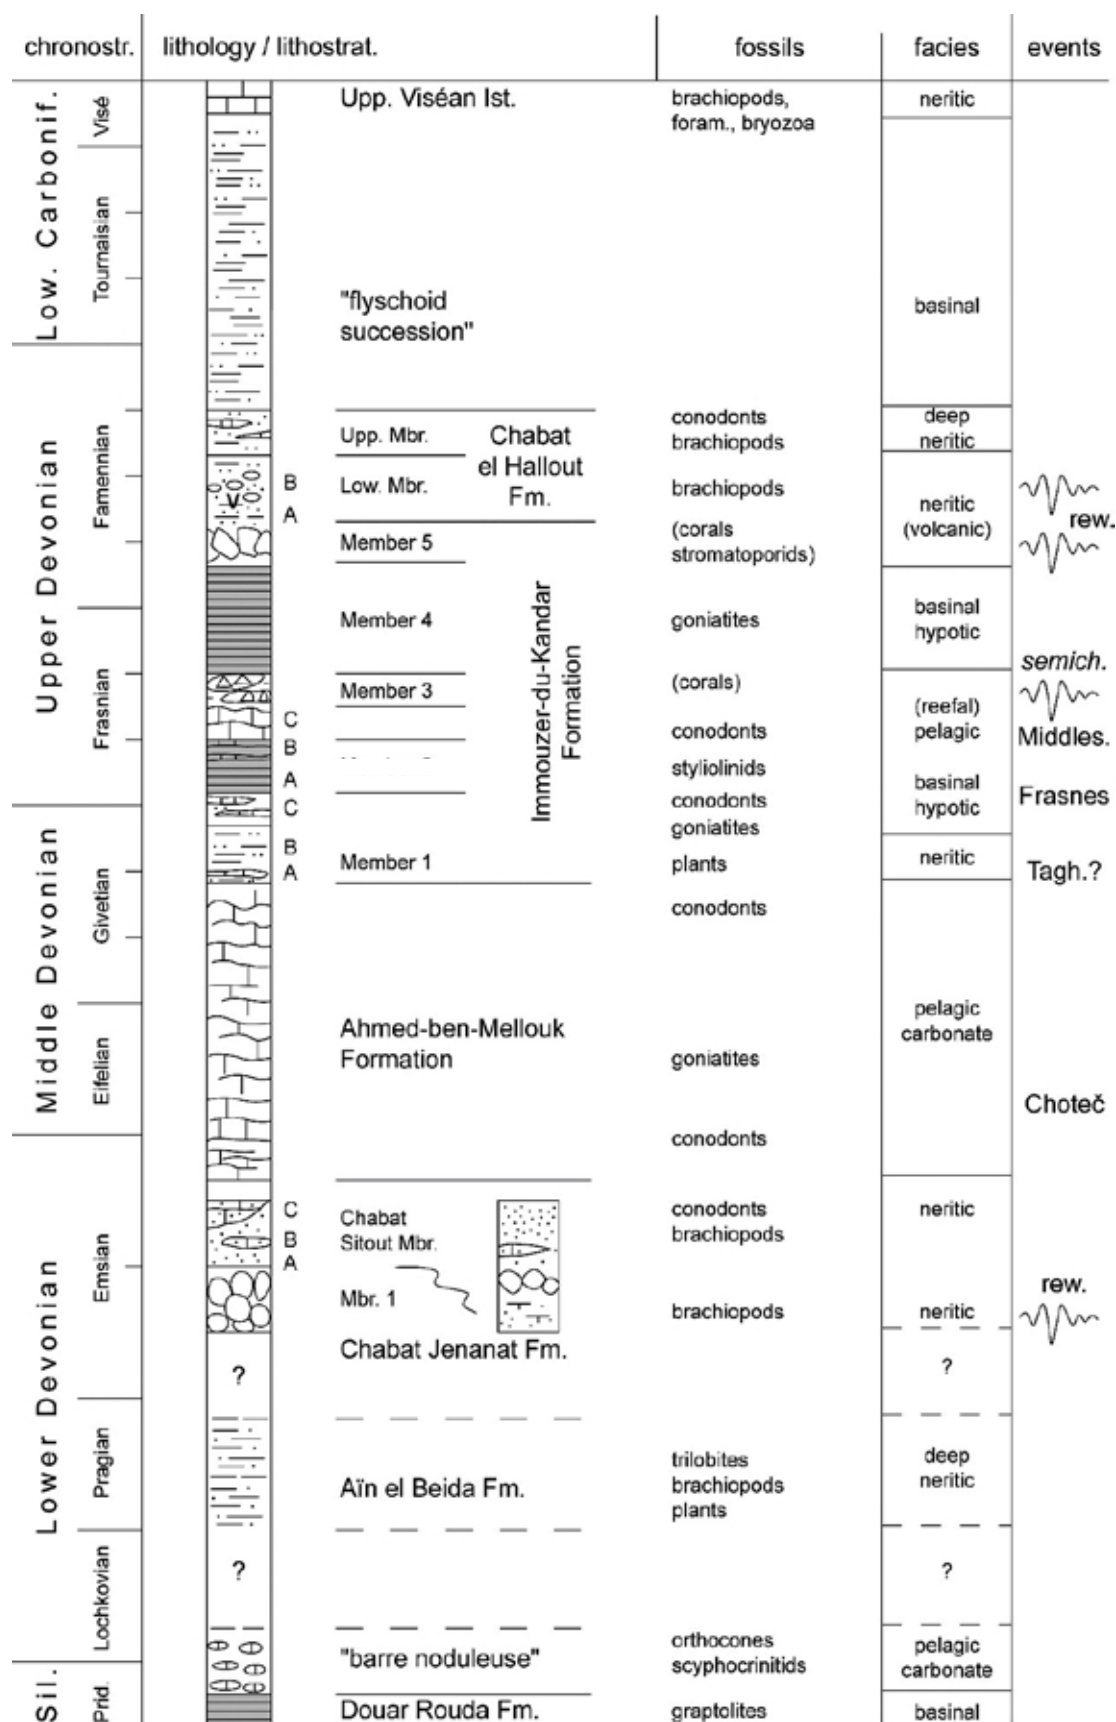 chronostr.
lithology / lithostrat.
fossils
facies
events
Low. Carbonif.
Visé
Tournaisian
Upper Devonian
Famennian
Frasnian
Middle Devonian
Givetian
Eifelian
Lower Devonian
Emsian
Pragian
Lochkovian
Sil.
Prid.
V
B
A
C
B
A
C
B
A
C
B
A
?
?
Upp. Viséan lst.
"flyschoid
succession"
Upp. Mbr.
Low. Mbr.
Chabat
el Hallout
Fm.
Member 5
Member 4
Member 3
Member 1
Immouzer-du-Kandar
Formation
Ahmed-ben-Mellouk
Formation
Chabat
Sitout Mbr.
Mbr. 1
Chabat Jenanat Fm.
Aïn el Beida Fm.
"barre noduleuse"
Douar Rouda Fm.
brachiopods,
foram., bryozoa
conodonts
brachiopods
brachiopods
(corals
stromatoporids)
goniatites
(corals)
conodonts
styliolinids
conodonts
goniatites
plants
conodonts
goniatites
conodonts
conodonts
brachiopods
brachiopods
trilobites
brachiopods
plants
orthocones
scyphocrinitids
graptolites
neritic
basinal
deep
neritic
neritic
(volcanic)
basinal
hypotic
(reefal)
pelagic
basinal
hypotic
neritic
pelagic
carbonate
neritic
neritic
?
deep
neritic
?
pelagic
carbonate
basinal
rew.
semich.
Middles.
Frasnes
Tagh.?
Choteč
rew.